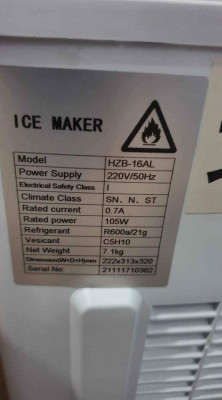 ICE MAKER
Model HZB-16AL
Power Supply 220V/50Hz
Electrical Safety Class I
Climate Class SN、N、ST
Rated current 0.7A
Rated power 105W
Refrigerant R600a/21g
Vesicant C5H10
Net Weight 7.1kg
Dimension(W×D×H)mm 222x313x320
Serial No: 21111710362